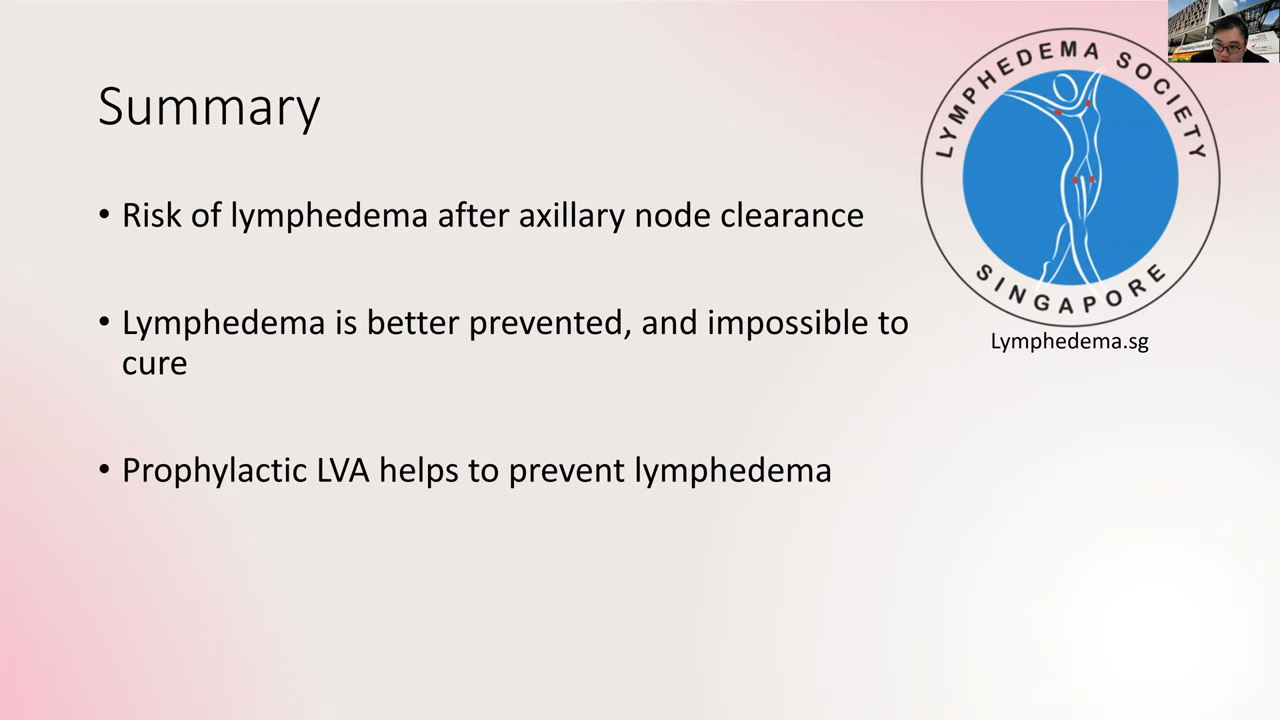 Summary
• Risk of lymphedema after axillary node clearance
• Lymphedema is better prevented, and impossible to
cure
• Prophylactic LVA helps to prevent lymphedema
LYMPHEDEMA SOCIETY
SINGAPORE
Lymphedema.sg